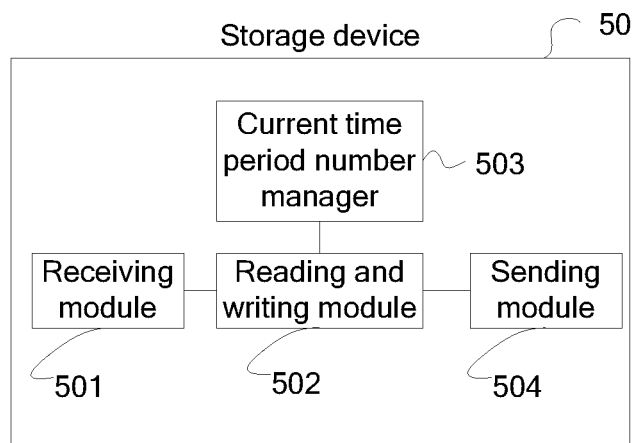 Storage device
50
Current time
period number
manager
503
Receiving
module
Reading and
writing module
Sending
module
501
502
504